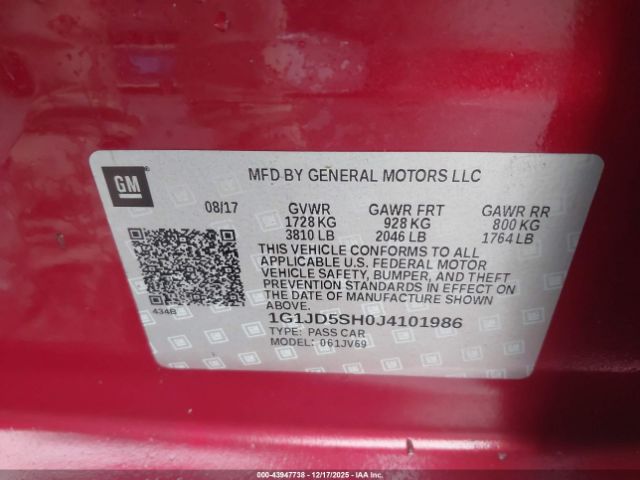 GM
MFD BY GENERAL MOTORS LLC
08/17 GVWR GAWR FRT GAWR RR
1728 KG 928 KG 800 KG
3810 LB 2046 LB 1764 LB
THIS VEHICLE CONFORMS TO ALL
APPLICABLE U.S. FEDERAL MOTOR
VEHICLE SAFETY, BUMPER, AND THEFT
PREVENTION STANDARDS IN EFFECT ON
THE DATE OF MANUFACTURE SHOWN
ABOVE.
434B
1G1JD5SH0J4101986
TYPE: PASS CAR
MODEL: 061JV69
000-43947738 - 12/17/2025 - IAAI.COM